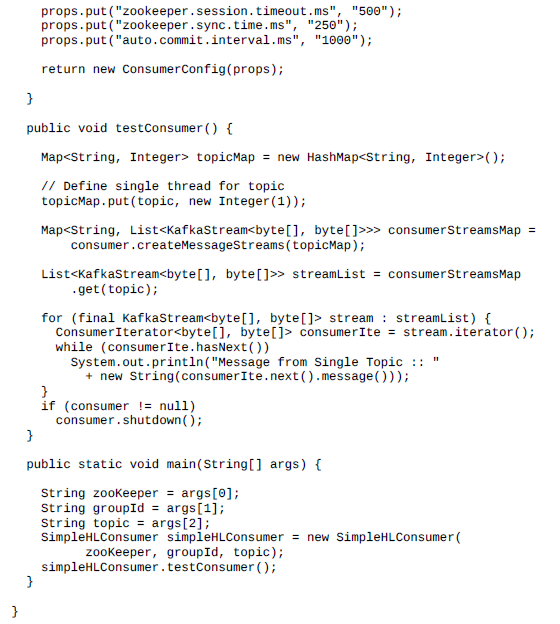 props.put("zookeeper.session.timeout.ms", "500");
props.put("zookeeper.sync.time.ms", "250");
props.put("auto.commit.interval.ms", "1000");
return new ConsumerConfig(props);
}
public void testConsumer() {
Map<String, Integer> topicMap = new HashMap<String, Integer>();
// Define single thread for topic
topicMap.put(topic, new Integer(1));
Map<String, List<KafkaStream<byte[], byte[]>>> consumerStreamsMap =
consumer.createMessageStreams(topicMap);
List<KafkaStream<byte[], byte[]>> streamList = consumerStreamsMap
.get(topic);
for (final KafkaStream<byte[], byte[]> stream : streamList) {
ConsumerIterator<byte[], byte[]> consumerIte = stream.iterator();
while (consumerIte.hasNext())
System.out.println("Message from Single Topic :: "
+ new String(consumerIte.next().message()));
}
if (consumer != null)
consumer.shutdown();
}
public static void main(String[] args) {
String zooKeeper = args[0];
String groupId = args[1];
String topic = args[2];
SimpleHLConsumer simpleHLConsumer = new SimpleHLConsumer(
zooKeeper, groupId, topic);
simpleHLConsumer.testConsumer();
}
}